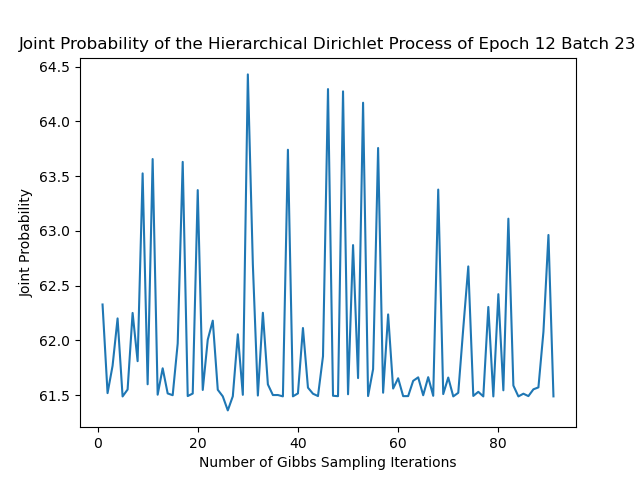 Joint Probability of the Hierarchical Dirichlet Process of Epoch 12 Batch 23
64.5
64.0
63.5
63.0
62.5
62.0
61.5
Joint Probability
0 20 40 60 80
Number of Gibbs Sampling Iterations